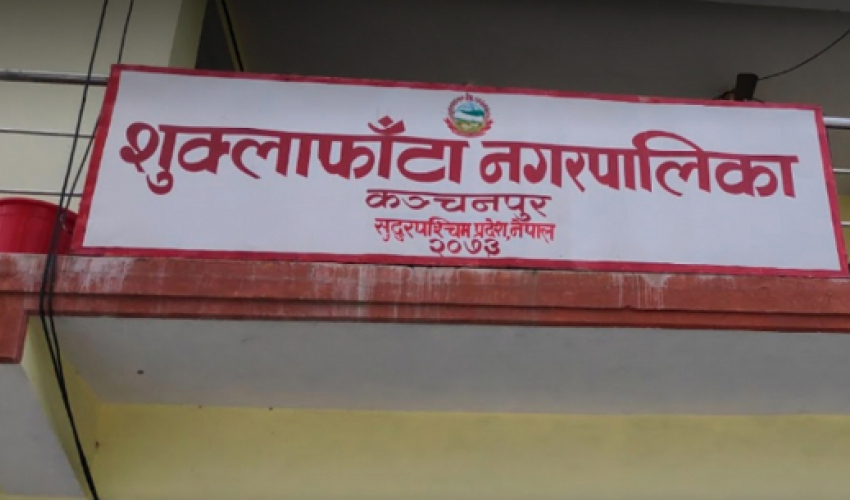 शुक्लाफाँटा नगरपालिका
कञ्चनपुर
सुदुरपश्चिम प्रदेश, नेपाल
२०७३